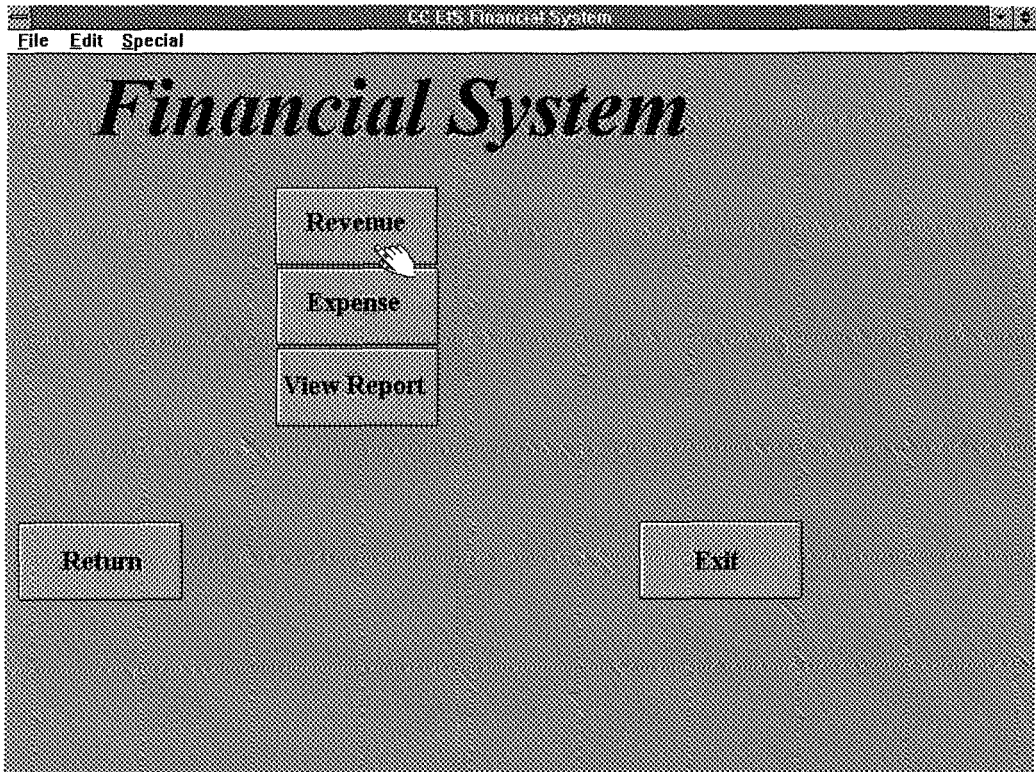 CC EIS Financial System
File Edit Special
Financial System
Revenue
Expense
View Report
Return Exit